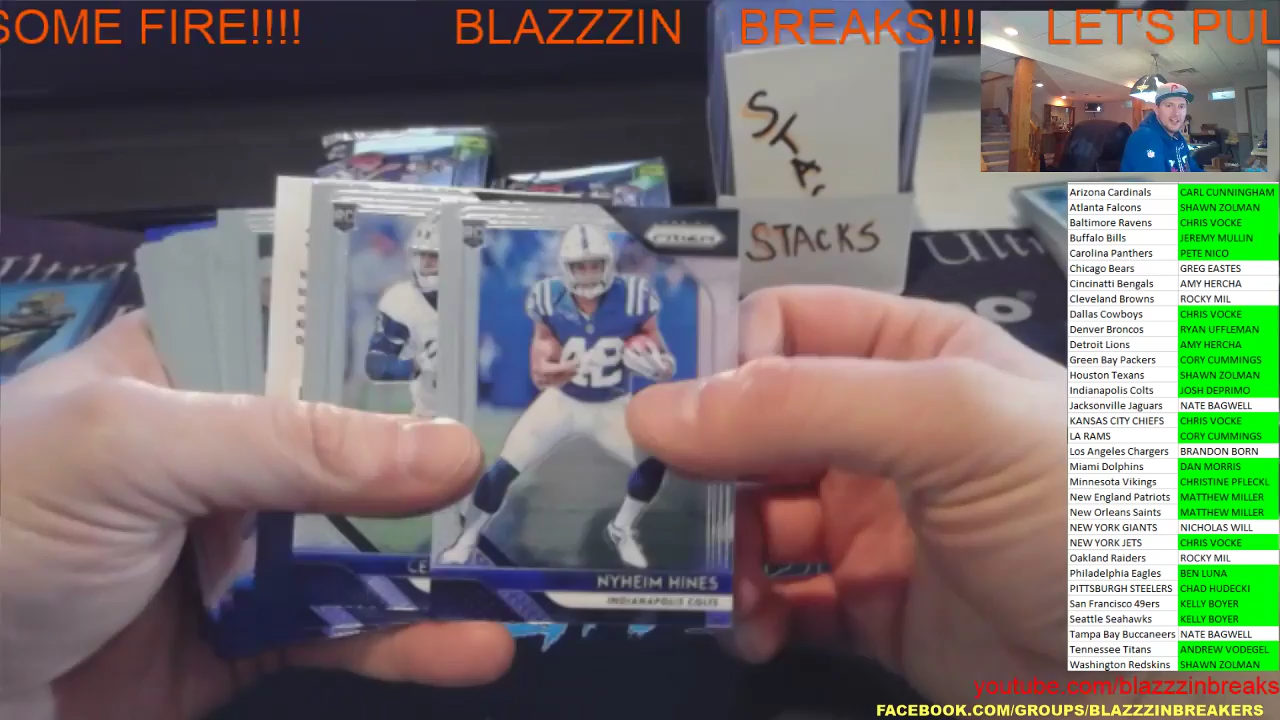 SOME FIRE!!!! BLAZZZIN BREAKS!!! LET'S PUL
STA
STACKS
RC
PRIZM
48
NYHEIM HINES
INDIANAPOLIS COLTS
CE
Arizona Cardinals CARL CUNNINGHAM
Atlanta Falcons SHAWN ZOLMAN
Baltimore Ravens CHRIS VOCKE
Buffalo Bills JEREMY MULLIN
Carolina Panthers PETE NICO
Chicago Bears GREG EASTES
Cincinatti Bengals AMY HERCHA
Cleveland Browns ROCKY MIL
Dallas Cowboys CHRIS VOCKE
Denver Broncos RYAN UFFLEMAN
Detroit Lions AMY HERCHA
Green Bay Packers CORY CUMMINGS
Houston Texans SHAWN ZOLMAN
Indianapolis Colts JOSH DEPRIMO
Jacksonville Jaguars NATE BAGWELL
KANSAS CITY CHIEFS CHRIS VOCKE
LA RAMS CORY CUMMINGS
Los Angeles Chargers BRANDON BORN
Miami Dolphins DAN MORRIS
Minnesota Vikings CHRISTINE PFLECKL
New England Patriots MATTHEW MILLER
New Orleans Saints MATTHEW MILLER
NEW YORK GIANTS NICHOLAS WILL
NEW YORK JETS CHRIS VOCKE
Oakland Raiders ROCKY MIL
Philadelphia Eagles BEN LUNA
PITTSBURGH STEELERS CHAD HUDECKI
San Francisco 49ers KELLY BOYER
Seattle Seahawks KELLY BOYER
Tampa Bay Buccaneers NATE BAGWELL
Tennessee Titans ANDREW VODEGEL
Washington Redskins SHAWN ZOLMAN
youtube.com/blazzzinbreaks
FACEBOOK.COM/GROUPS/BLAZZZINBREAKERS